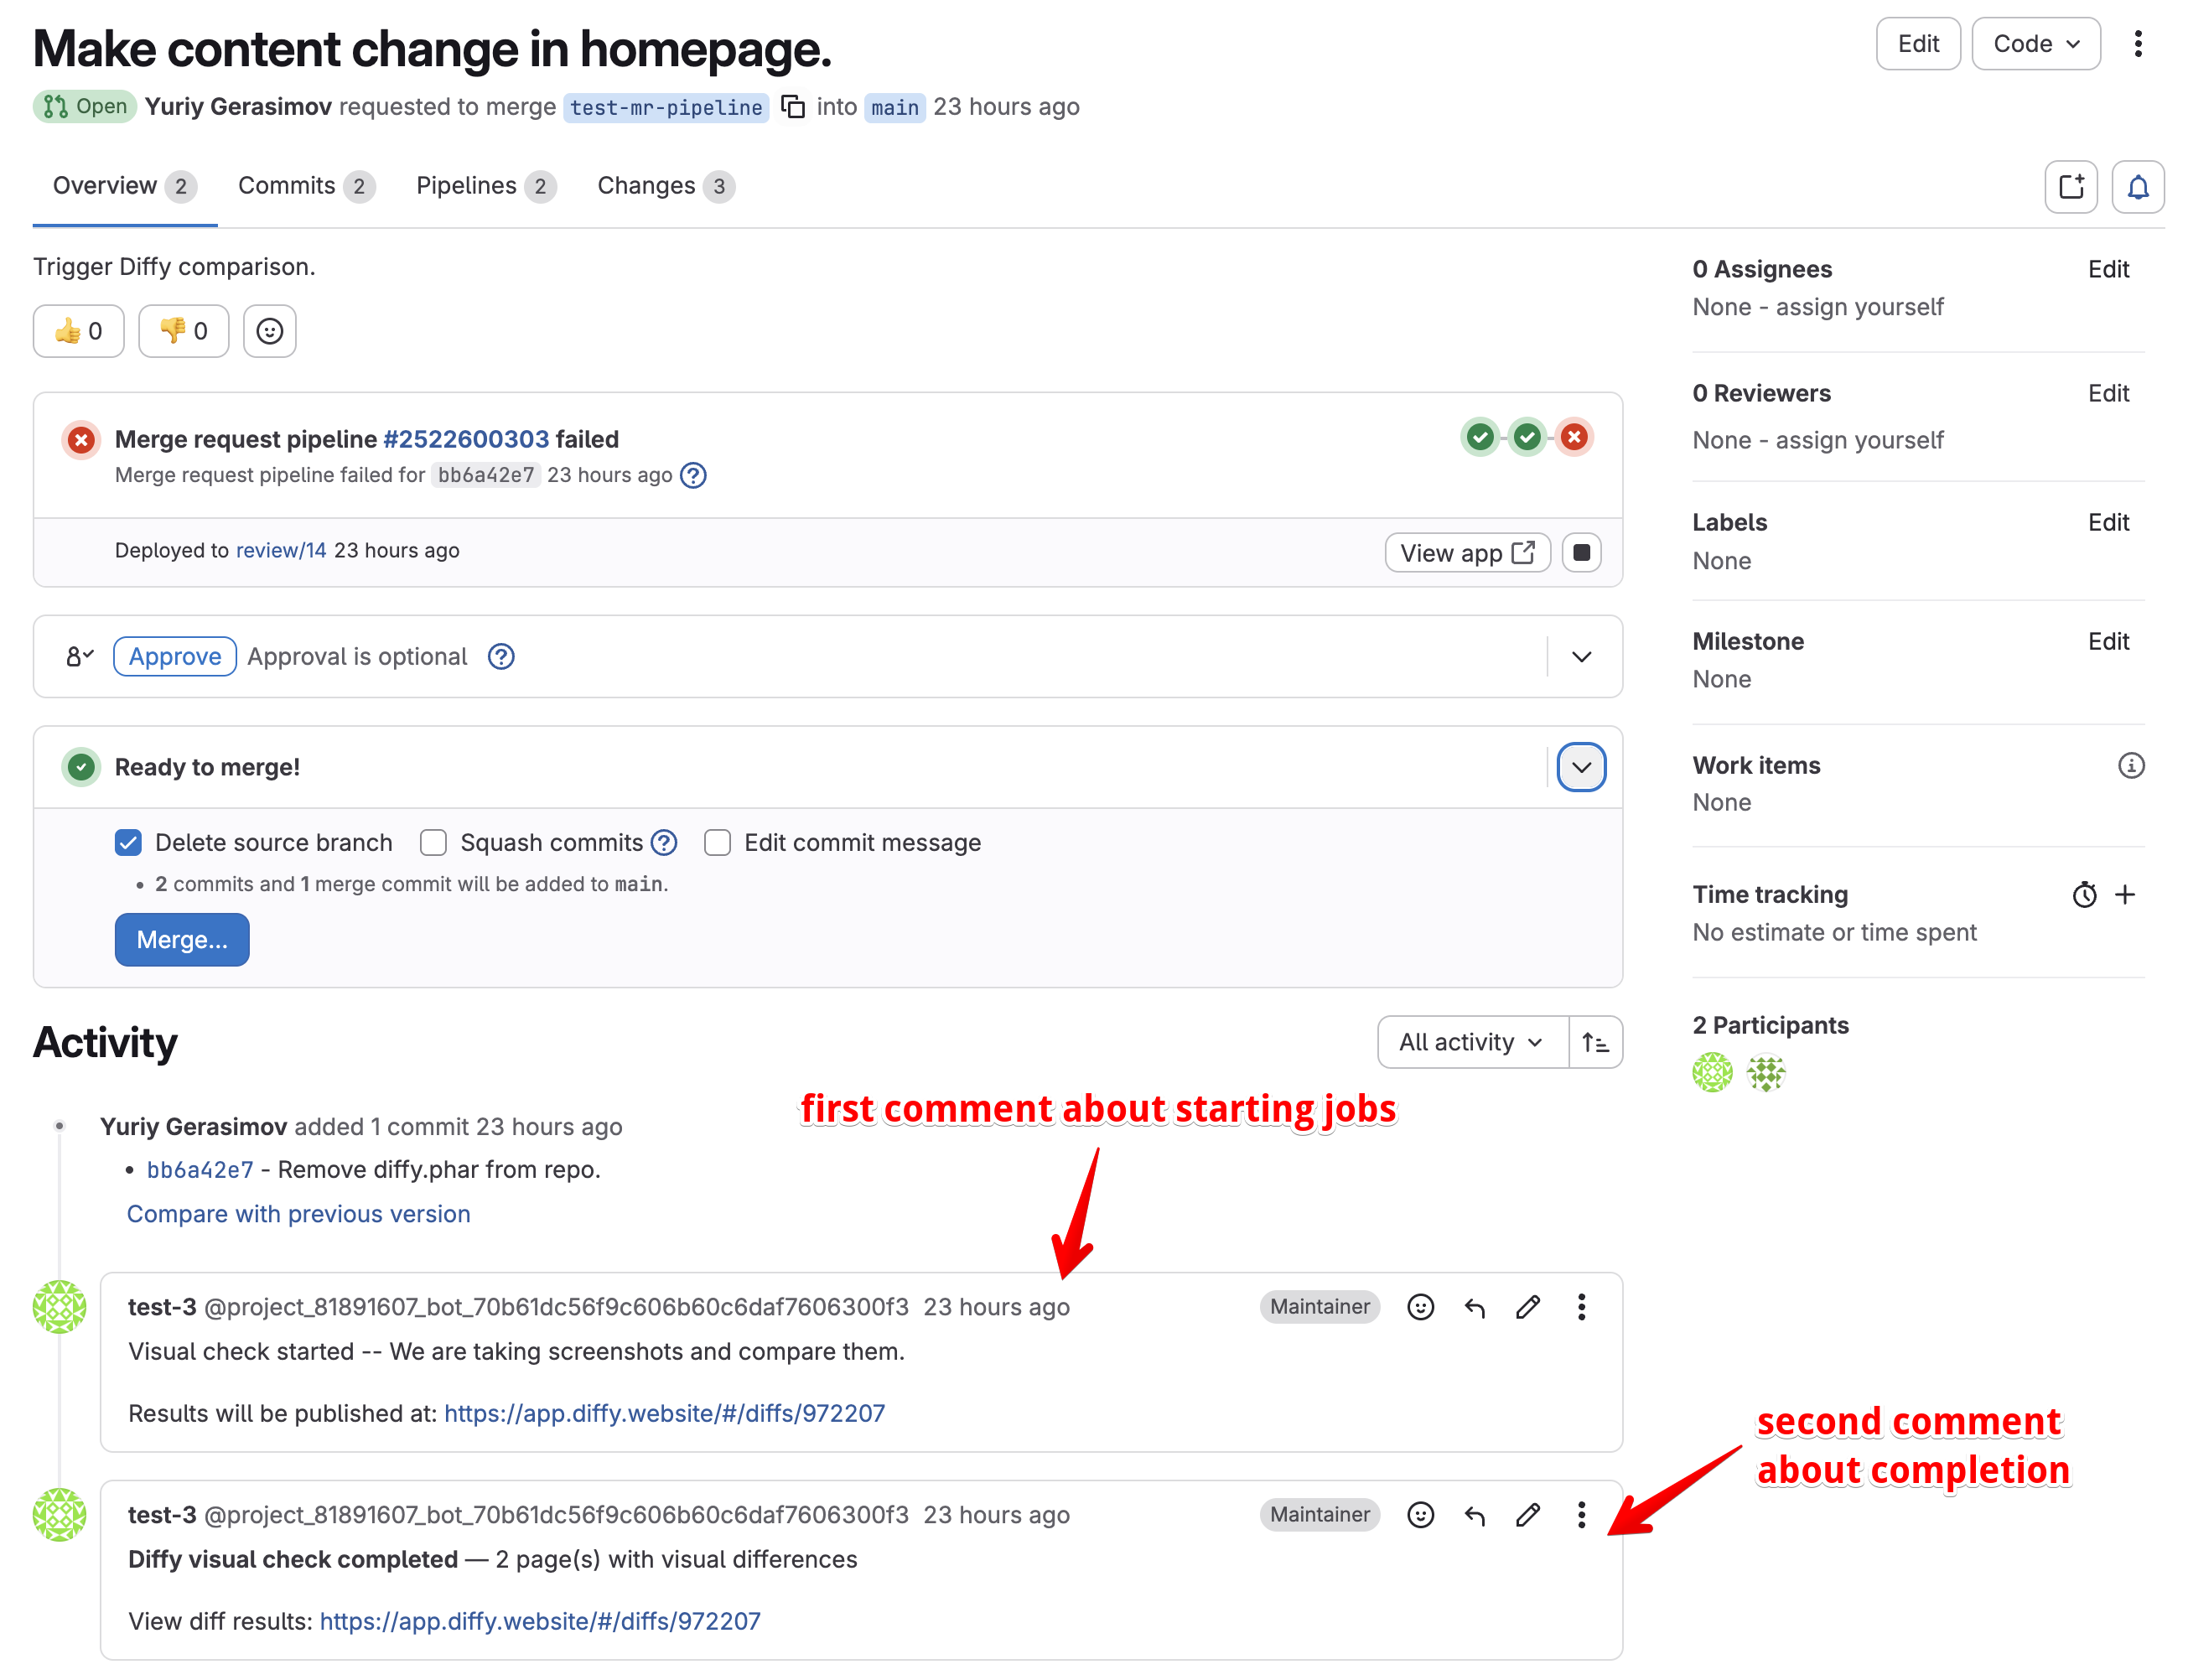 Make content change in homepage.
Edit
Code
Open Yuriy Gerasimov requested to merge test-mr-pipeline into main 23 hours ago
Overview 2 Commits 2 Pipelines 2 Changes 3
Trigger Diffy comparison.
👍 0 👎 0
Merge request pipeline #2522600303 failed
Merge request pipeline failed for bb6a42e7 23 hours ago
Deployed to review/14 23 hours ago
View app
Approve Approval is optional
Ready to merge!
Delete source branch Squash commits Edit commit message
• 2 commits and 1 merge commit will be added to main.
Merge...
Activity
All activity
first comment about starting jobs
Yuriy Gerasimov added 1 commit 23 hours ago
• bb6a42e7 - Remove diffy.phar from repo.
Compare with previous version
test-3 @project_81891607_bot_70b61dc56f9c606b60c6daf7606300f3 23 hours ago
Maintainer
Visual check started -- We are taking screenshots and compare them.
Results will be published at: https://app.diffy.website/#/diffs/972207
second comment
about completion
test-3 @project_81891607_bot_70b61dc56f9c606b60c6daf7606300f3 23 hours ago
Maintainer
Diffy visual check completed — 2 page(s) with visual differences
View diff results: https://app.diffy.website/#/diffs/972207
0 Assignees
Edit
None - assign yourself
0 Reviewers
Edit
None - assign yourself
Labels
Edit
None
Milestone
Edit
None
Work items
None
Time tracking
No estimate or time spent
2 Participants